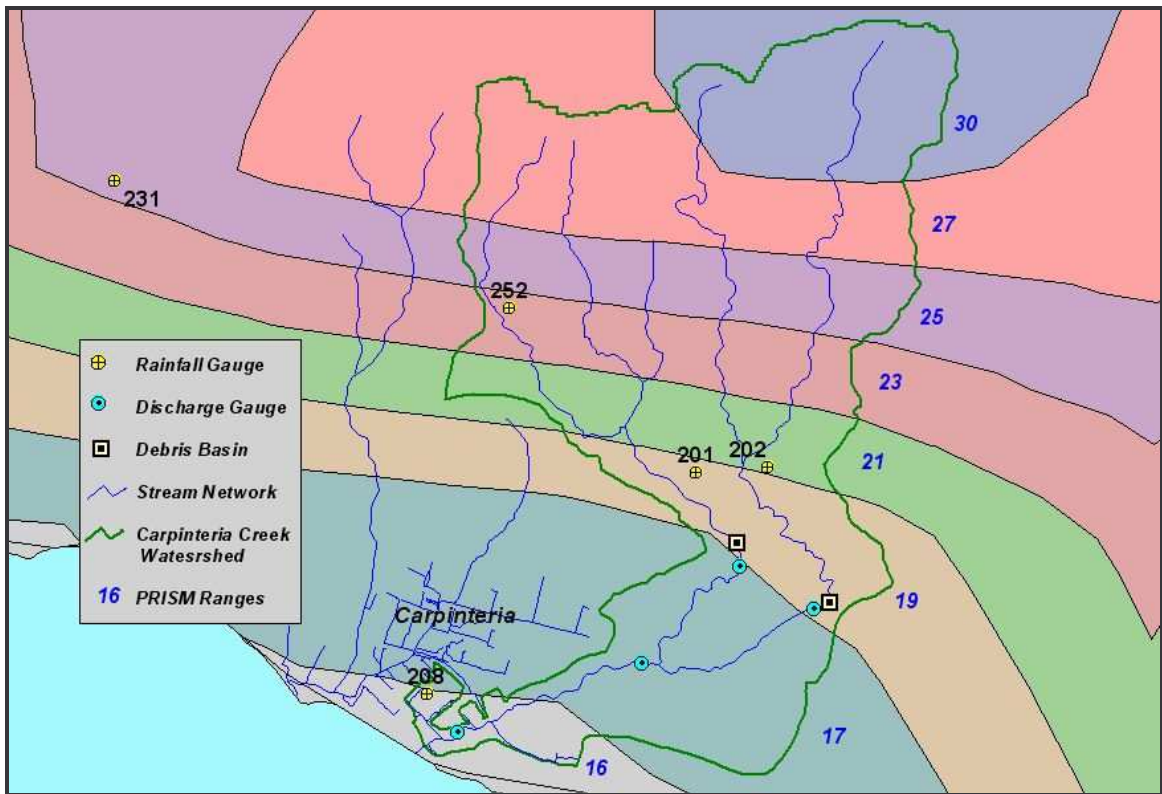 30
231
27
252
25
Rainfall Gauge
Discharge Gauge
Debris Basin
Stream Network
Carpinteria Creek
Watesrshed
16 PRISM Ranges
23
201
202
21
19
Carpinteria
208
17
16